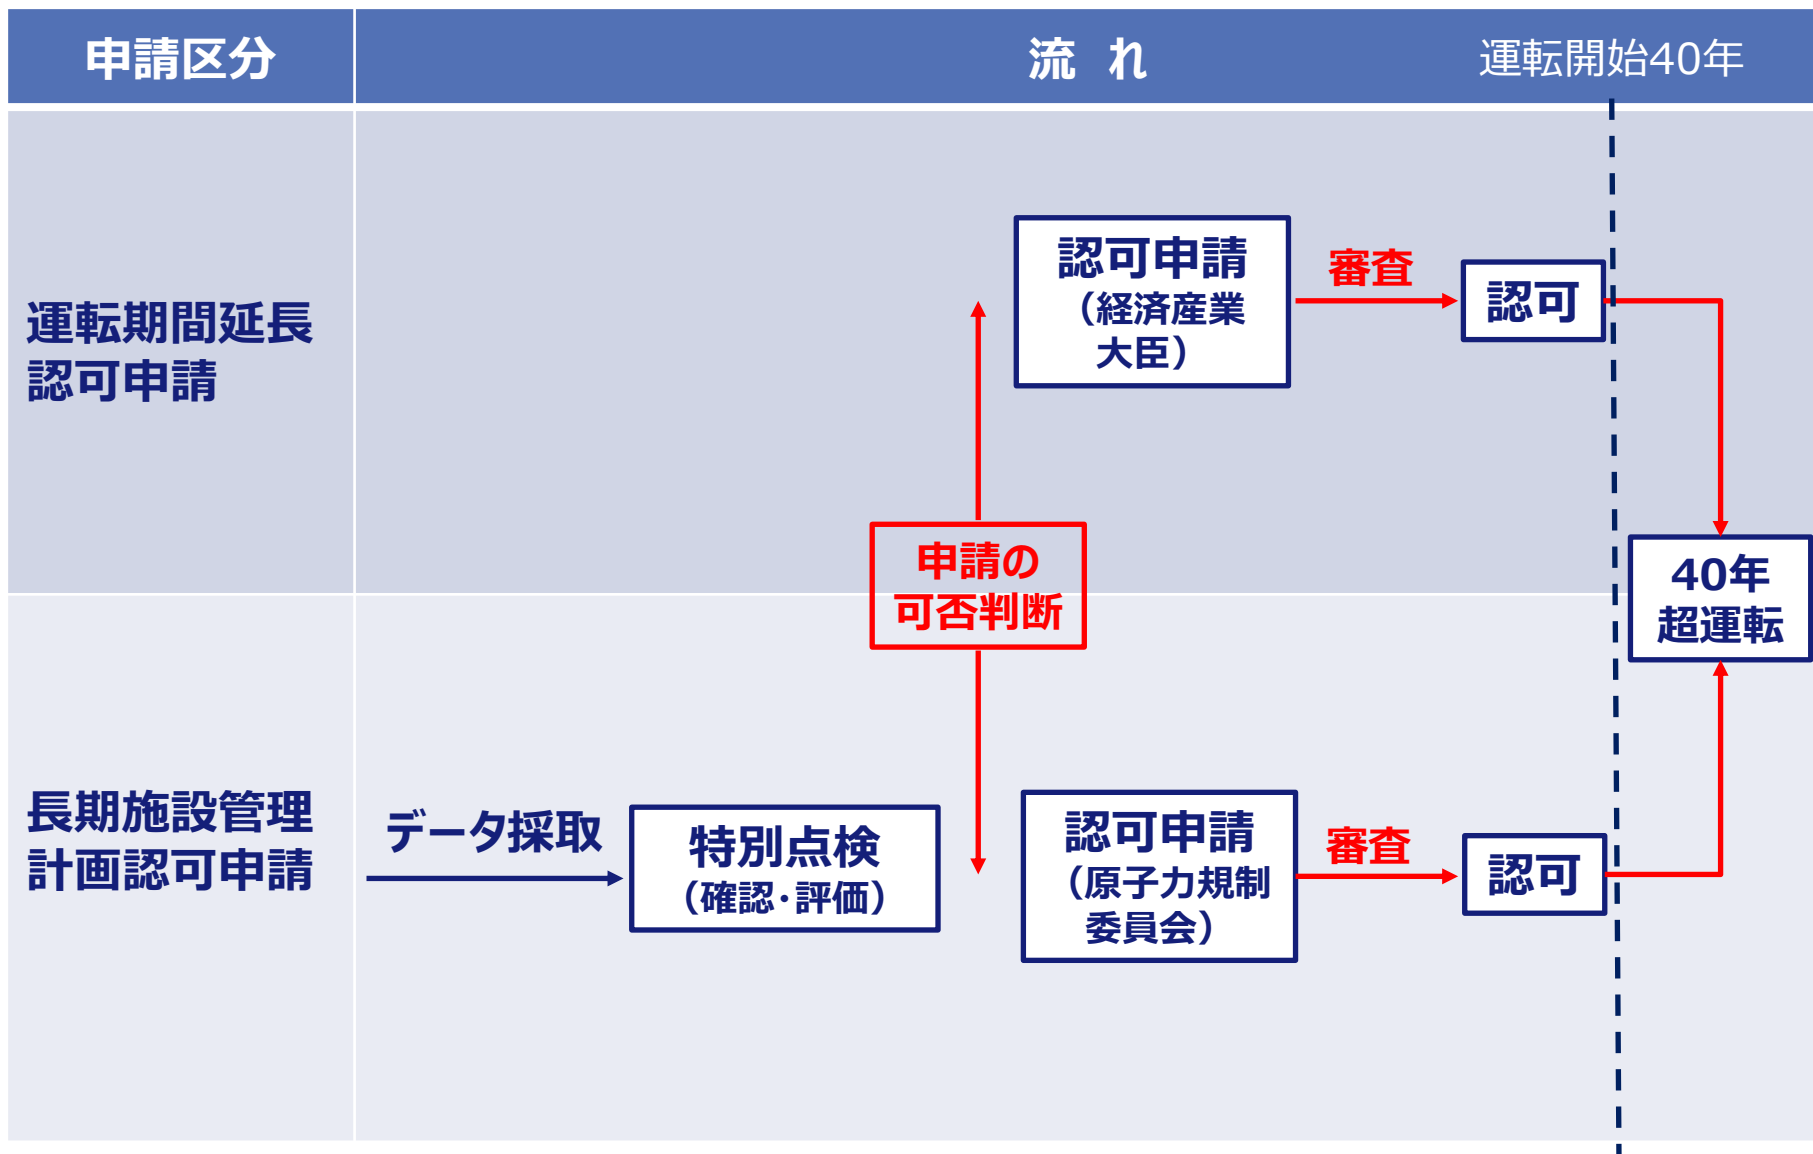 申請区分
流 れ
運転開始40年
運転期間延長
認可申請
認可申請
（経済産業
大臣）
審査
認可
申請の
可否判断
40年
超運転
長期施設管理
計画認可申請
データ採取
特別点検
（確認・評価）
認可申請
（原子力規制
委員会）
審査
認可